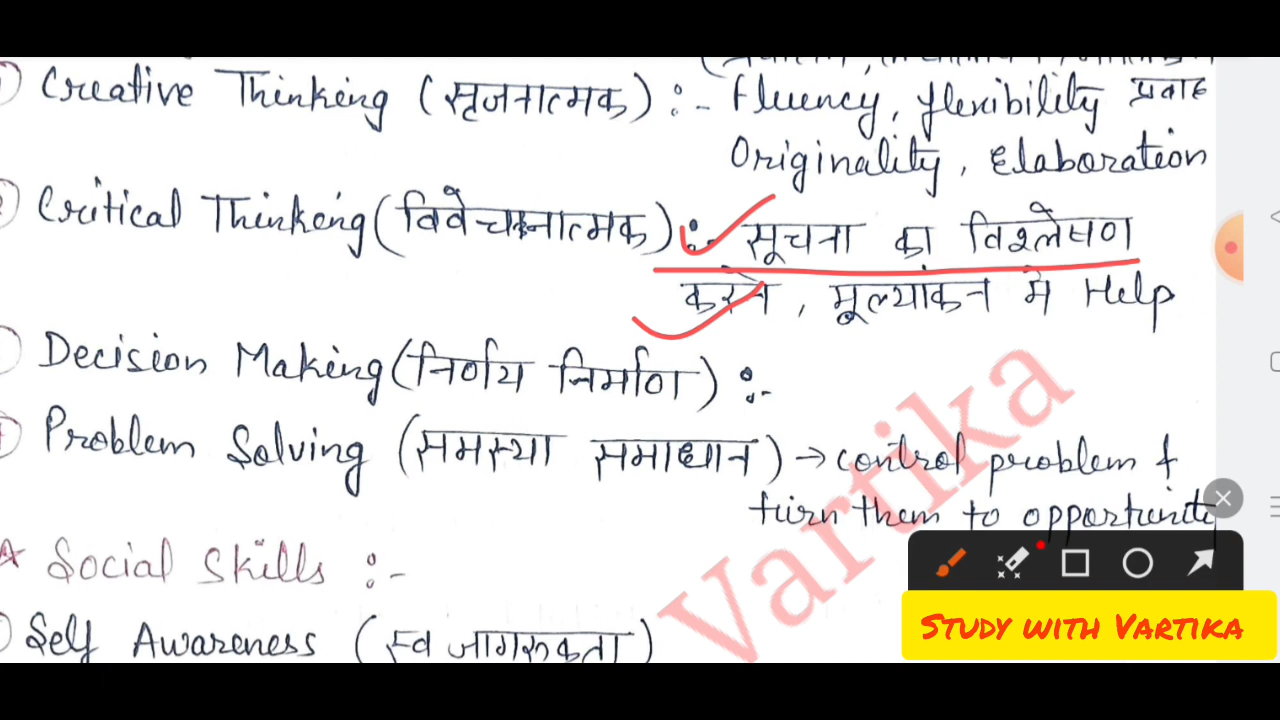 Creative Thinking (सृजनात्मक) :- Fluency, flexibility प्रवाह
Originality, Elaboration
Critical Thinking (विवेचनात्मक) :- सूचना का विश्लेषण
करने, मूल्यांकन में Help
Decision Making (निर्णय निर्माण) :-
Problem Solving (समस्या समाधान) → control problem &
turn them to opportunity
Social Skills :-
Self Awareness (स्व जागरूकता)
Vartika
STUDY WITH VARTIKA